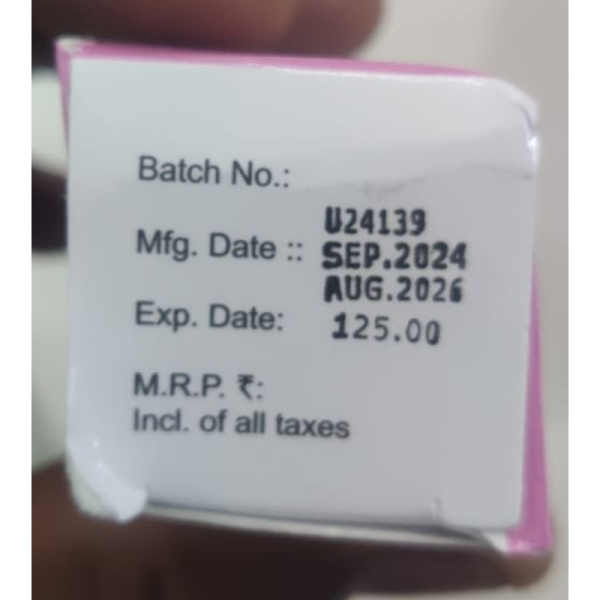 Batch No.:
U24139
Mfg. Date :: SEP.2024
AUG.2026
Exp. Date: 125.00
M.R.P. ₹:
Incl. of all taxes